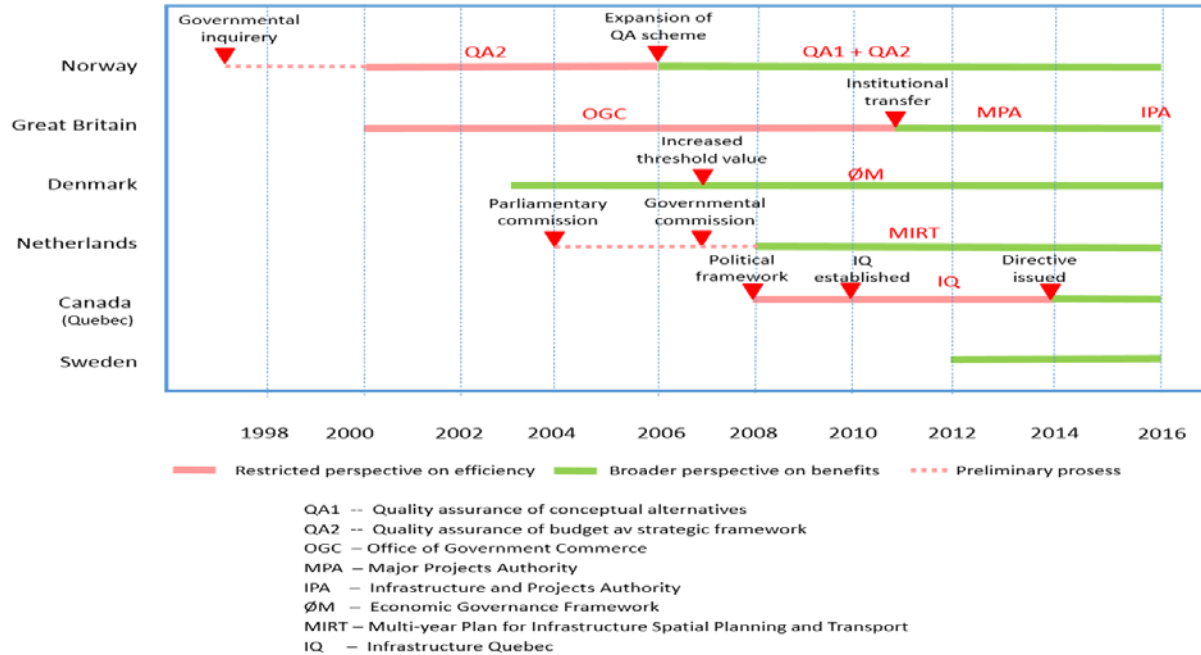 Governmental
inquirery
Expansion of
QA scheme
Norway
QA2
QA1 + QA2
Institutional
transfer
Great Britain
OGC
MPA
IPA
Increased
threshold value
Denmark
ØM
Parliamentary
commission
Governmental
commission
Netherlands
MIRT
Political
framework
IQ
established
Directive
issued
Canada
(Quebec)
IQ
Sweden
1998 2000 2002 2004 2006 2008 2010 2012 2014 2016
Restricted perspective on efficiency Broader perspective on benefits Preliminary prosess
QA1 -- Quality assurance of conceptual alternatives
QA2 -- Quality assurance of budget av strategic framework
OGC – Office of Government Commerce
MPA – Major Projects Authority
IPA – Infrastructure and Projects Authority
ØM – Economic Governance Framework
MIRT – Multi-year Plan for Infrastructure Spatial Planning and Transport
IQ – Infrastructure Quebec